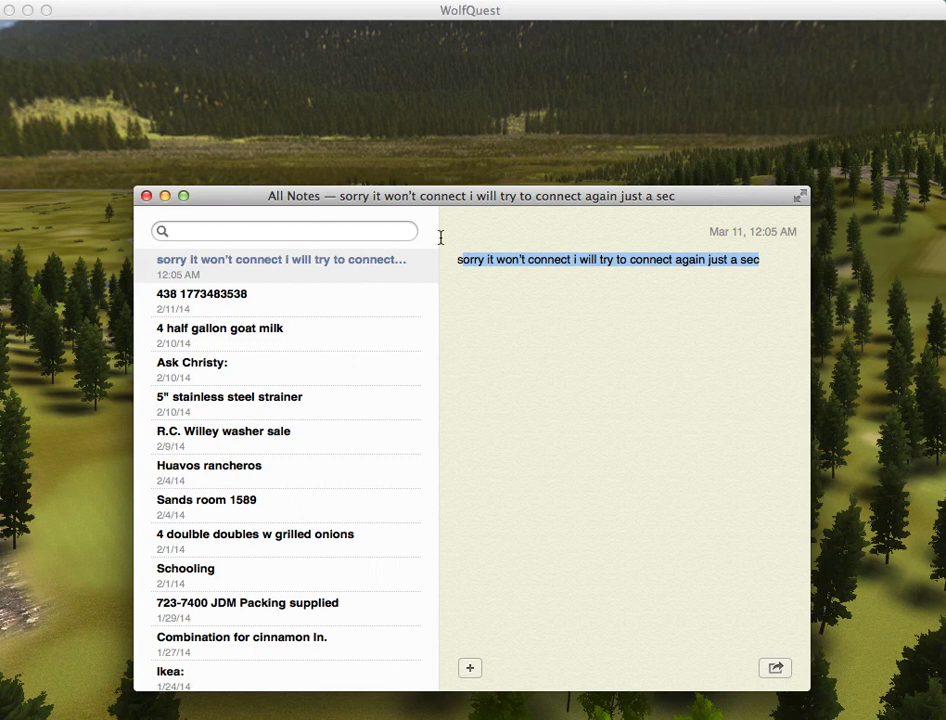 WolfQuest
All Notes — sorry it won't connect i will try to connect again just a sec
sorry it won't connect i will try to connect...
12:05 AM
438 1773483538
2/11/14
4 half gallon goat milk
2/10/14
Ask Christy:
2/10/14
5" stainless steel strainer
2/10/14
R.C. Willey washer sale
2/9/14
Huavos rancheros
2/4/14
Sands room 1589
2/4/14
4 doulble doubles w grilled onions
2/1/14
Schooling
2/1/14
723-7400 JDM Packing supplied
1/29/14
Combination for cinnamon ln.
1/27/14
Ikea:
1/24/14
Mar 11, 12:05 AM
sorry it won't connect i will try to connect again just a sec